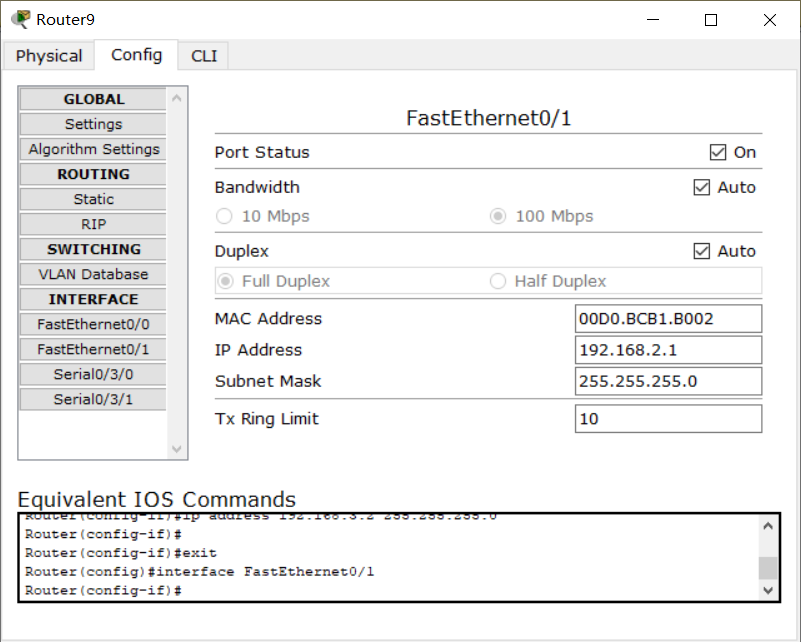 Router9
Physical Config CLI
GLOBAL
Settings
Algorithm Settings
ROUTING
Static
RIP
SWITCHING
VLAN Database
INTERFACE
FastEthernet0/0
FastEthernet0/1
Serial0/3/0
Serial0/3/1
FastEthernet0/1
Port Status On
Bandwidth Auto
10 Mbps 100 Mbps
Duplex Auto
Full Duplex Half Duplex
MAC Address 00D0.BCB1.B002
IP Address 192.168.2.1
Subnet Mask 255.255.255.0
Tx Ring Limit 10
Equivalent IOS Commands
Router(config-if)#ip address 192.168.3.2 255.255.255.0
Router(config-if)#
Router(config-if)#exit
Router(config)#interface FastEthernet0/1
Router(config-if)#